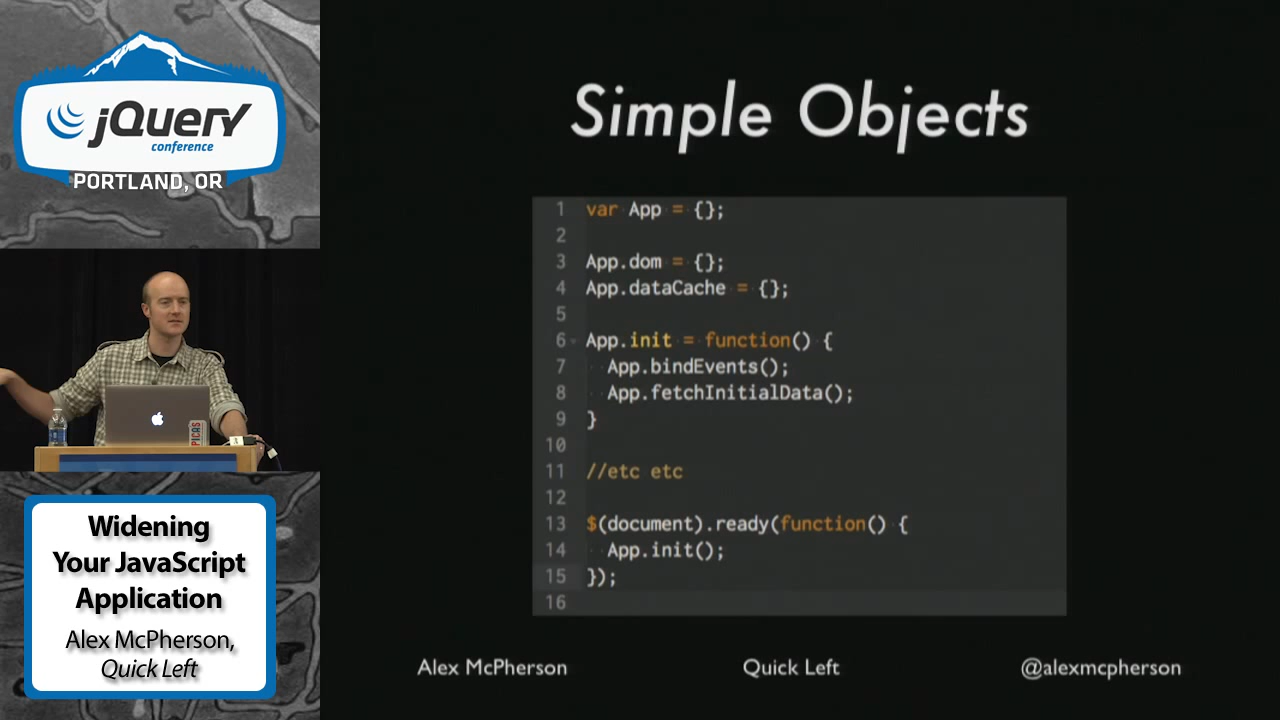 jQuery
conference
PORTLAND, OR
PICAS
Widening
Your JavaScript
Application
Alex McPherson,
Quick Left
Simple Objects
1 var App = {};
2
3 App.dom = {};
4 App.dataCache = {};
5
6 App.init = function() {
7 App.bindEvents();
8 App.fetchInitialData();
9 }
10
11 //etc etc
12
13 $(document).ready(function() {
14 App.init();
15 });
16
Alex McPherson Quick Left @alexmcpherson